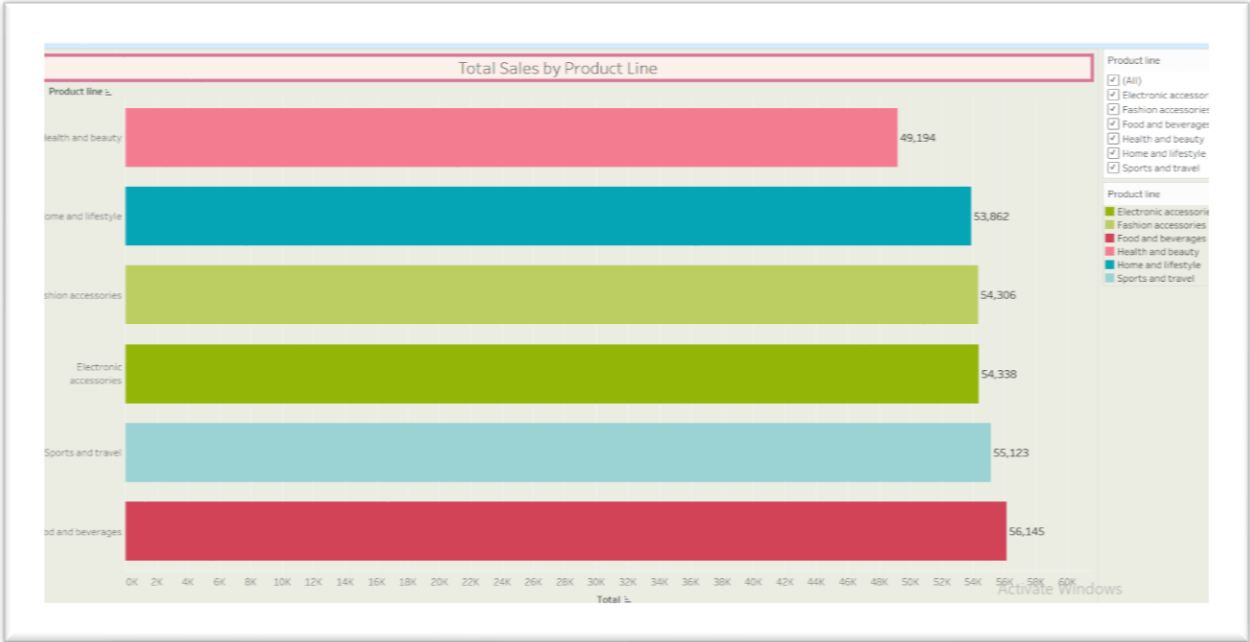 Total Sales by Product Line
Product line
Health and beauty
49,194
ome and lifestyle
53,862
shion accessories
54,306
Electronic
accessories
54,338
Sports and travel
55,123
od and beverages
56,145
0K 2K 4K 6K 8K 10K 12K 14K 16K 18K 20K 22K 24K 26K 28K 30K 32K 34K 36K 38K 40K 42K 44K 46K 48K 50K 52K 54K 56K 58K 60K
Total
Product line
(All)
Electronic accessor
Fashion accessories
Food and beverages
Health and beauty
Home and lifestyle
Sports and travel
Product line
Electronic accessorie
Fashion accessories
Food and beverages
Health and beauty
Home and lifestyle
Sports and travel
Activate Windows